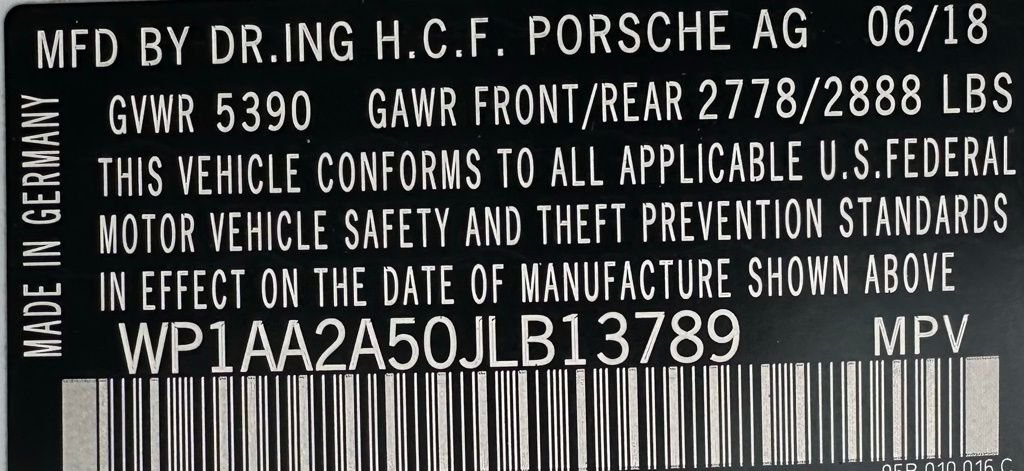 MFD BY DR.ING H.C.F. PORSCHE AG 06/18
GVWR 5390 GAWR FRONT/REAR 2778/2888 LBS
THIS VEHICLE CONFORMS TO ALL APPLICABLE U.S.FEDERAL
MOTOR VEHICLE SAFETY AND THEFT PREVENTION STANDARDS
IN EFFECT ON THE DATE OF MANUFACTURE SHOWN ABOVE
WP1AA2A50JLB13789 MPV
MADE IN GERMANY